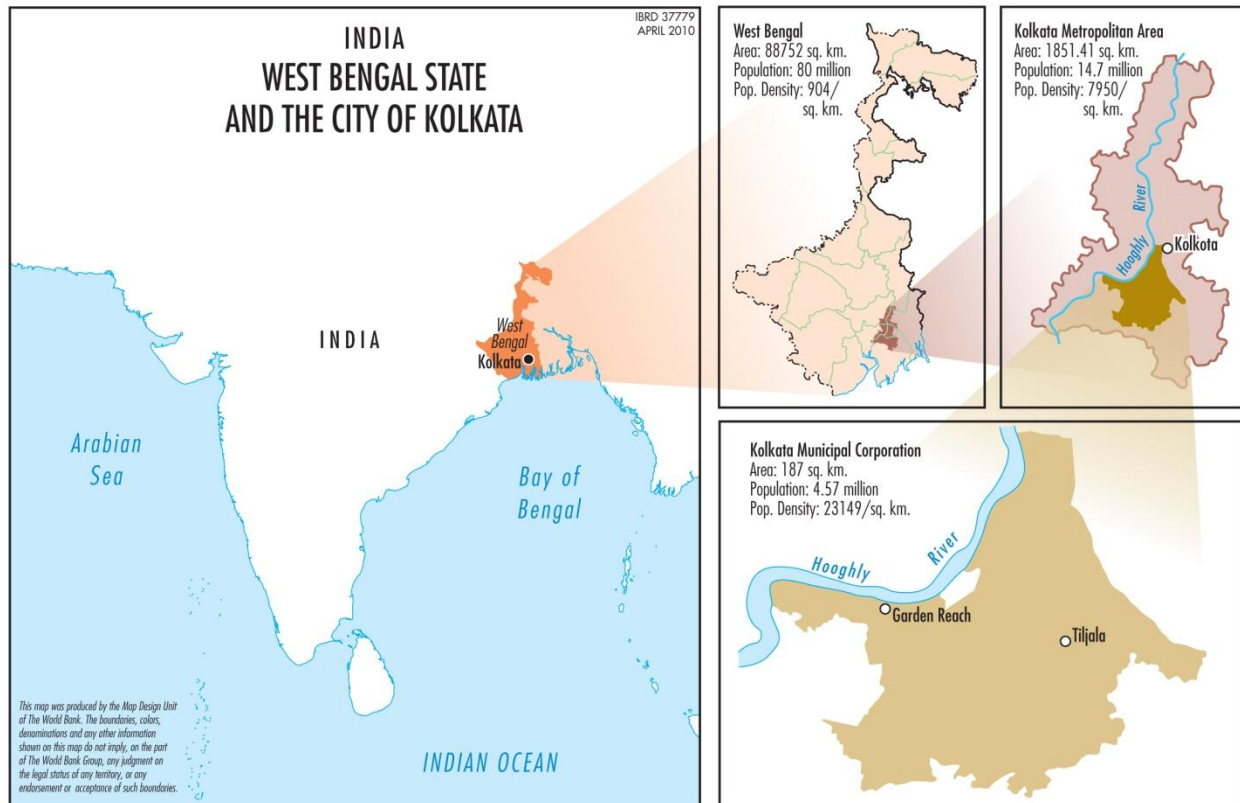 IBRD 37779
APRIL 2010
INDIA
WEST BENGAL STATE
AND THE CITY OF KOLKATA
INDIA
West
Bengal
Kolkata
Arabian
Sea
Bay of
Bengal
INDIAN OCEAN
This map was produced by the Map Design Unit
of The World Bank. The boundaries, colors,
denominations and any other information
shown on this map do not imply, on the part
of The World Bank Group, any judgment on
the legal status of any territory, or any
endorsement or acceptance of such boundaries.
West Bengal
Area: 88752 sq. km.
Population: 80 million
Pop. Density: 904/
sq. km.
Kolkata Metropolitan Area
Area: 1851.41 sq. km.
Population: 14.7 million
Pop. Density: 7950/
sq. km.
River
Hooghly
Kolkota
Kolkata Municipal Corporation
Area: 187 sq. km.
Population: 4.57 million
Pop. Density: 23149/sq. km.
Hooghly
River
Garden Reach
Tiljala